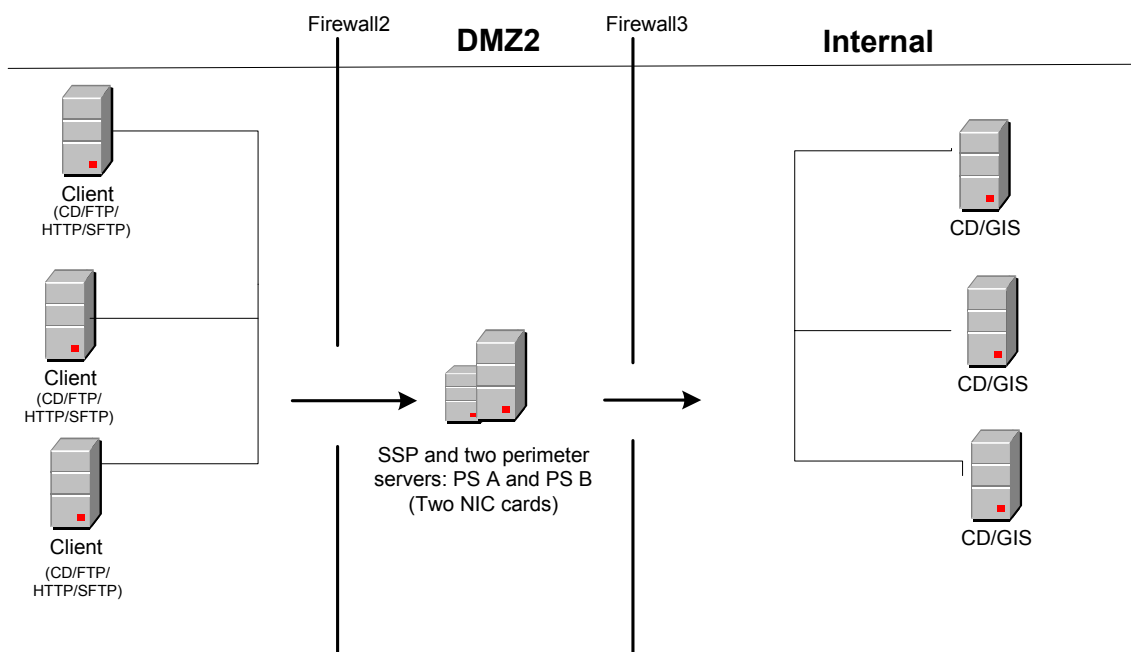 Firewall2
DMZ2
Firewall3
Internal
Client
(CD/FTP/
HTTP/SFTP)
Client
(CD/FTP/
HTTP/SFTP)
Client
(CD/FTP/
HTTP/SFTP)
SSP and two perimeter
servers: PS A and PS B
(Two NIC cards)
CD/GIS
CD/GIS
CD/GIS